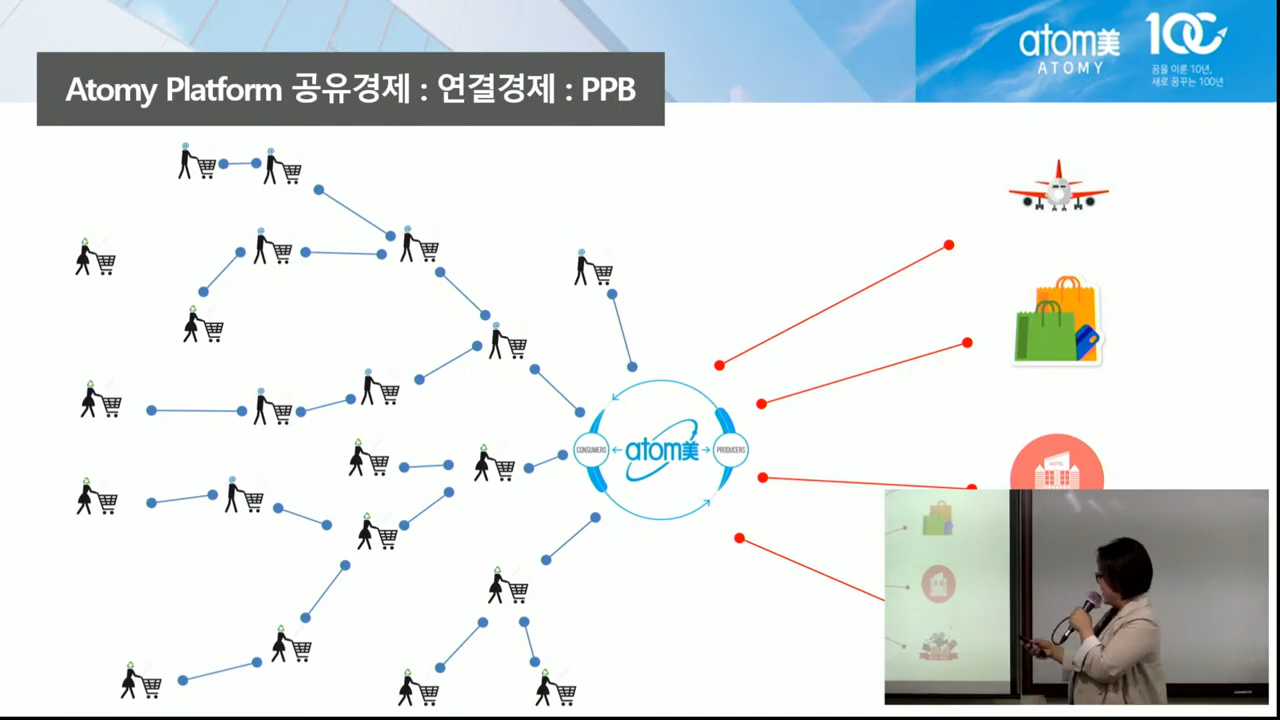 Atomy Platform 공유경제 : 연결경제 : PPB
atom美
ATOMY
100
꿈을 이룬 10년,
새로 꿈꾸는 100년
CONSUMERS
atom美
PRODUCERS
HOTEL